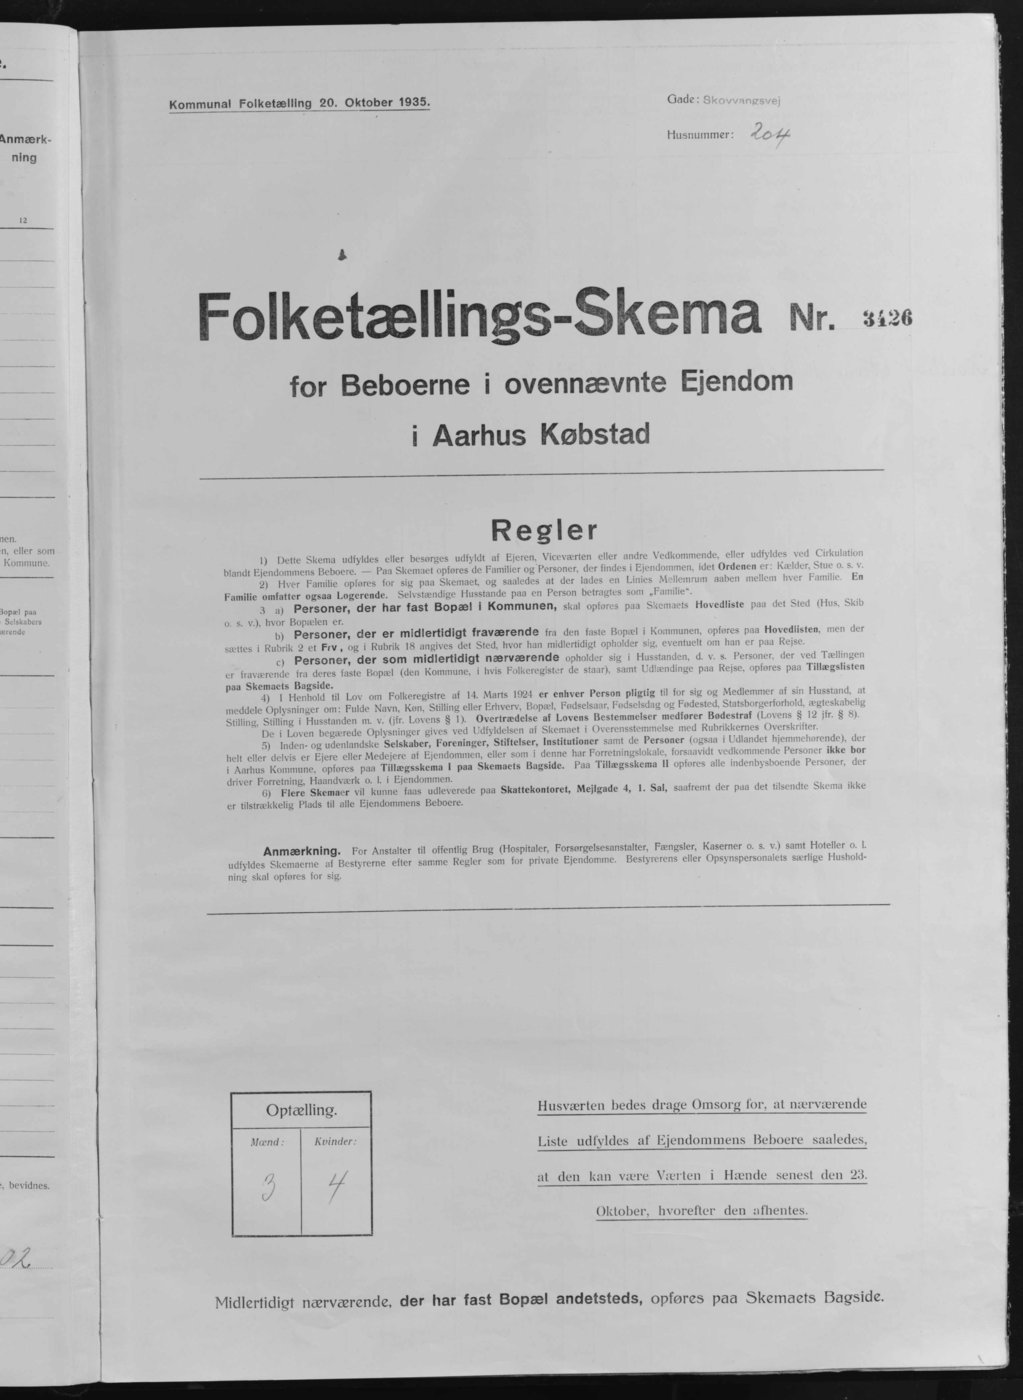 Anmærk-
ning
12
n, eller som
Kommune.
Bopæl paa
Selskabers
ærende
, bevidnes.
02
Kommunal Folketælling 20. Oktober 1935.
Gade: Skovvangsvej
Husnummer: 204
Folketællings-Skema Nr. 3426
for Beboerne i ovennævnte Ejendom
i Aarhus Købstad
Regler
1) Dette Skema udfyldes eller besørges udfyldt af Ejeren, Viceværten eller andre Vedkommende, eller udfyldes ved Cirkulation
blandt Ejendommens Beboere. — Paa Skemaet opføres de Familier og Personer, der findes i Ejendommen, idet Ordenen er: Kælder, Stue o. s. v.
2) Hver Familie opføres for sig paa Skemaet, og saaledes at der lades en Linies Mellemrum aaben mellem hver Familie. En
Familie omfatter ogsaa Logerende. Selvstændige Husstande paa en Person betragtes som „Familie“.
3 a) Personer, der har fast Bopæl i Kommunen, skal opføres paa Skemaets Hovedliste paa det Sted (Hus, Skib
o. s. v.), hvor Bopælen er.
b) Personer, der er midlertidigt fraværende fra den faste Bopæl i Kommunen, opføres paa Hovedlisten, men der
sættes i Rubrik 2 et Frv, og i Rubrik 18 angives det Sted, hvor han midlertidigt opholder sig, eventuelt om han er paa Rejse.
c) Personer, der som midlertidigt nærværende opholder sig i Husstanden, d. v. s. Personer, der ved Tællingen
er fraværende fra deres faste Bopæl (den Kommune, i hvis Folkeregister de staar), samt Udlændinge paa Rejse, opføres paa Tillægslisten
paa Skemaets Bagside.
4) I Henhold til Lov om Folkeregistre af 14. Marts 1924 er enhver Person pligtig til for sig og Medlemmer af sin Husstand, at
meddele Oplysninger om: Fulde Navn, Køn, Stilling eller Erhverv, Bopæl, Fødselsaar, Fødselsdag og Fødested, Statsborgerforhold, ægteskabelig
Stilling, Stilling i Husstanden m. v. (jfr. Lovens § 1). Overtrædelse af Lovens Bestemmelser medfører Bødestraf (Lovens § 12 jfr. § 8).
De i Loven begærede Oplysninger gives ved Udfyldelsen af Skemaet i Overensstemmelse med Rubrikkernes Overskrifter.
5) Inden- og udenlandske Selskaber, Foreninger, Stiftelser, Institutioner samt de Personer (ogsaa i Udlandet hjemmehørende), der
helt eller delvis er Ejere eller Medejere af Ejendommen, eller som i denne har Forretningslokale, forsaavidt vedkommende Personer ikke bor
i Aarhus Kommune, opføres paa Tillægsskema I paa Skemaets Bagside. Paa Tillægsskema II opføres alle indenbysboende Personer, der
driver Forretning, Haandværk o. l. i Ejendommen.
6) Flere Skemaer vil kunne faas udleverede paa Skattekontoret, Mejlgade 4, 1. Sal, saafremt der paa det tilsendte Skema ikke
er tilstrækkelig Plads til alle Ejendommens Beboere.
Anmærkning. For Anstalter til offentlig Brug (Hospitaler, Forsørgelsesanstalter, Fængsler, Kaserner o. s. v.) samt Hoteller o. l.
udfyldes Skemaerne af Bestyrerne efter samme Regler som for private Ejendomme. Bestyrerens eller Opsynspersonalets særlige Hushold-
ning skal opføres for sig.
Optælling.
Mænd: Kvinder:
3 4
Husværten bedes drage Omsorg for, at nærværende
Liste udfyldes af Ejendommens Beboere saaledes,
at den kan være Værten i Hænde senest den 23.
Oktober, hvorefter den afhentes.
Midlertidigt nærværende, der har fast Bopæl andetsteds, opføres paa Skemaets Bagside.